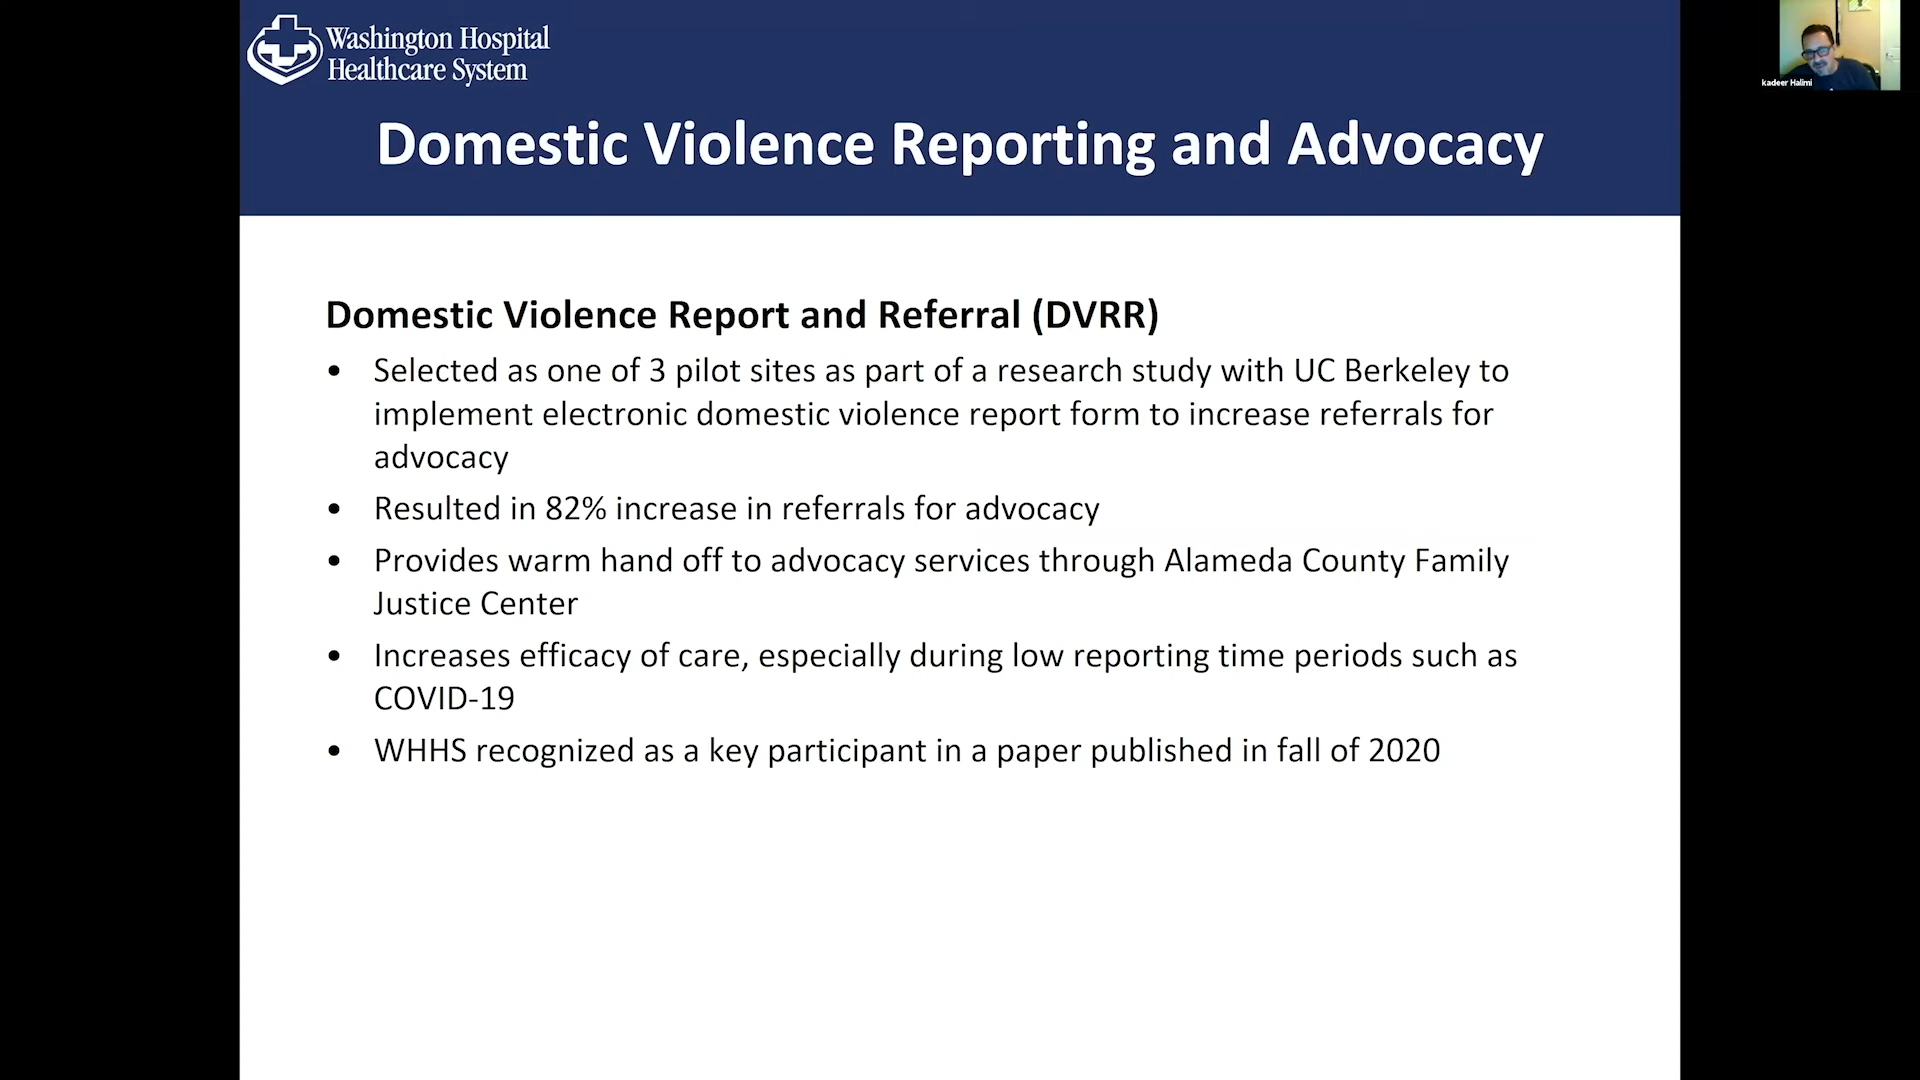 Washington Hospital
Healthcare System
kadeer Halimi
Domestic Violence Reporting and Advocacy
Domestic Violence Report and Referral (DVRR)
• Selected as one of 3 pilot sites as part of a research study with UC Berkeley to
implement electronic domestic violence report form to increase referrals for
advocacy
• Resulted in 82% increase in referrals for advocacy
• Provides warm hand off to advocacy services through Alameda County Family
Justice Center
• Increases efficacy of care, especially during low reporting time periods such as
COVID-19
• WHHS recognized as a key participant in a paper published in fall of 2020